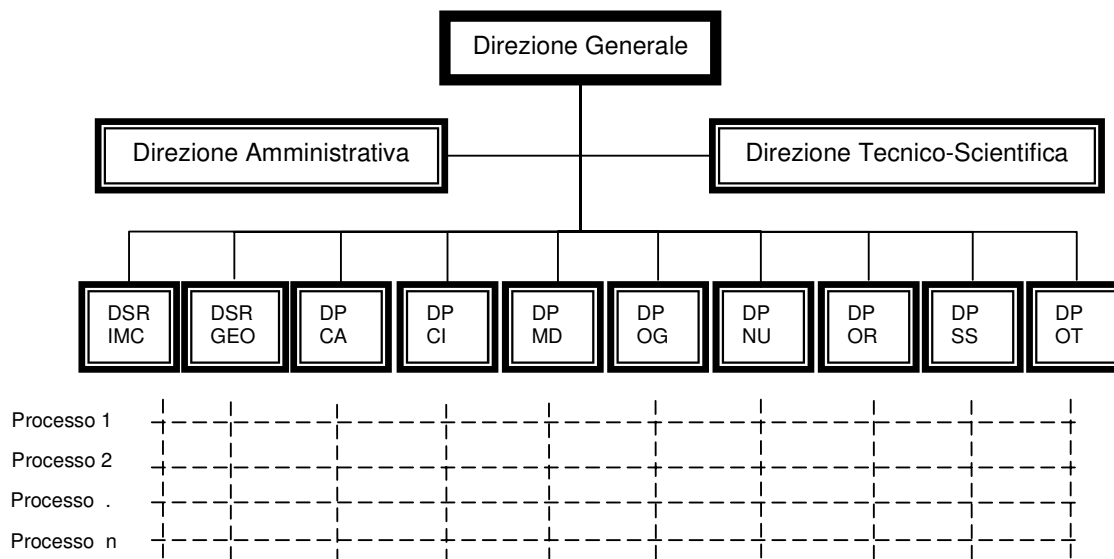 Direzione Generale
Direzione Amministrativa
Direzione Tecnico-Scientifica
DSR
IMC
DSR
GEO
DP
CA
DP
CI
DP
MD
DP
OG
DP
NU
DP
OR
DP
SS
DP
OT
Processo 1
Processo 2
Processo .
Processo n